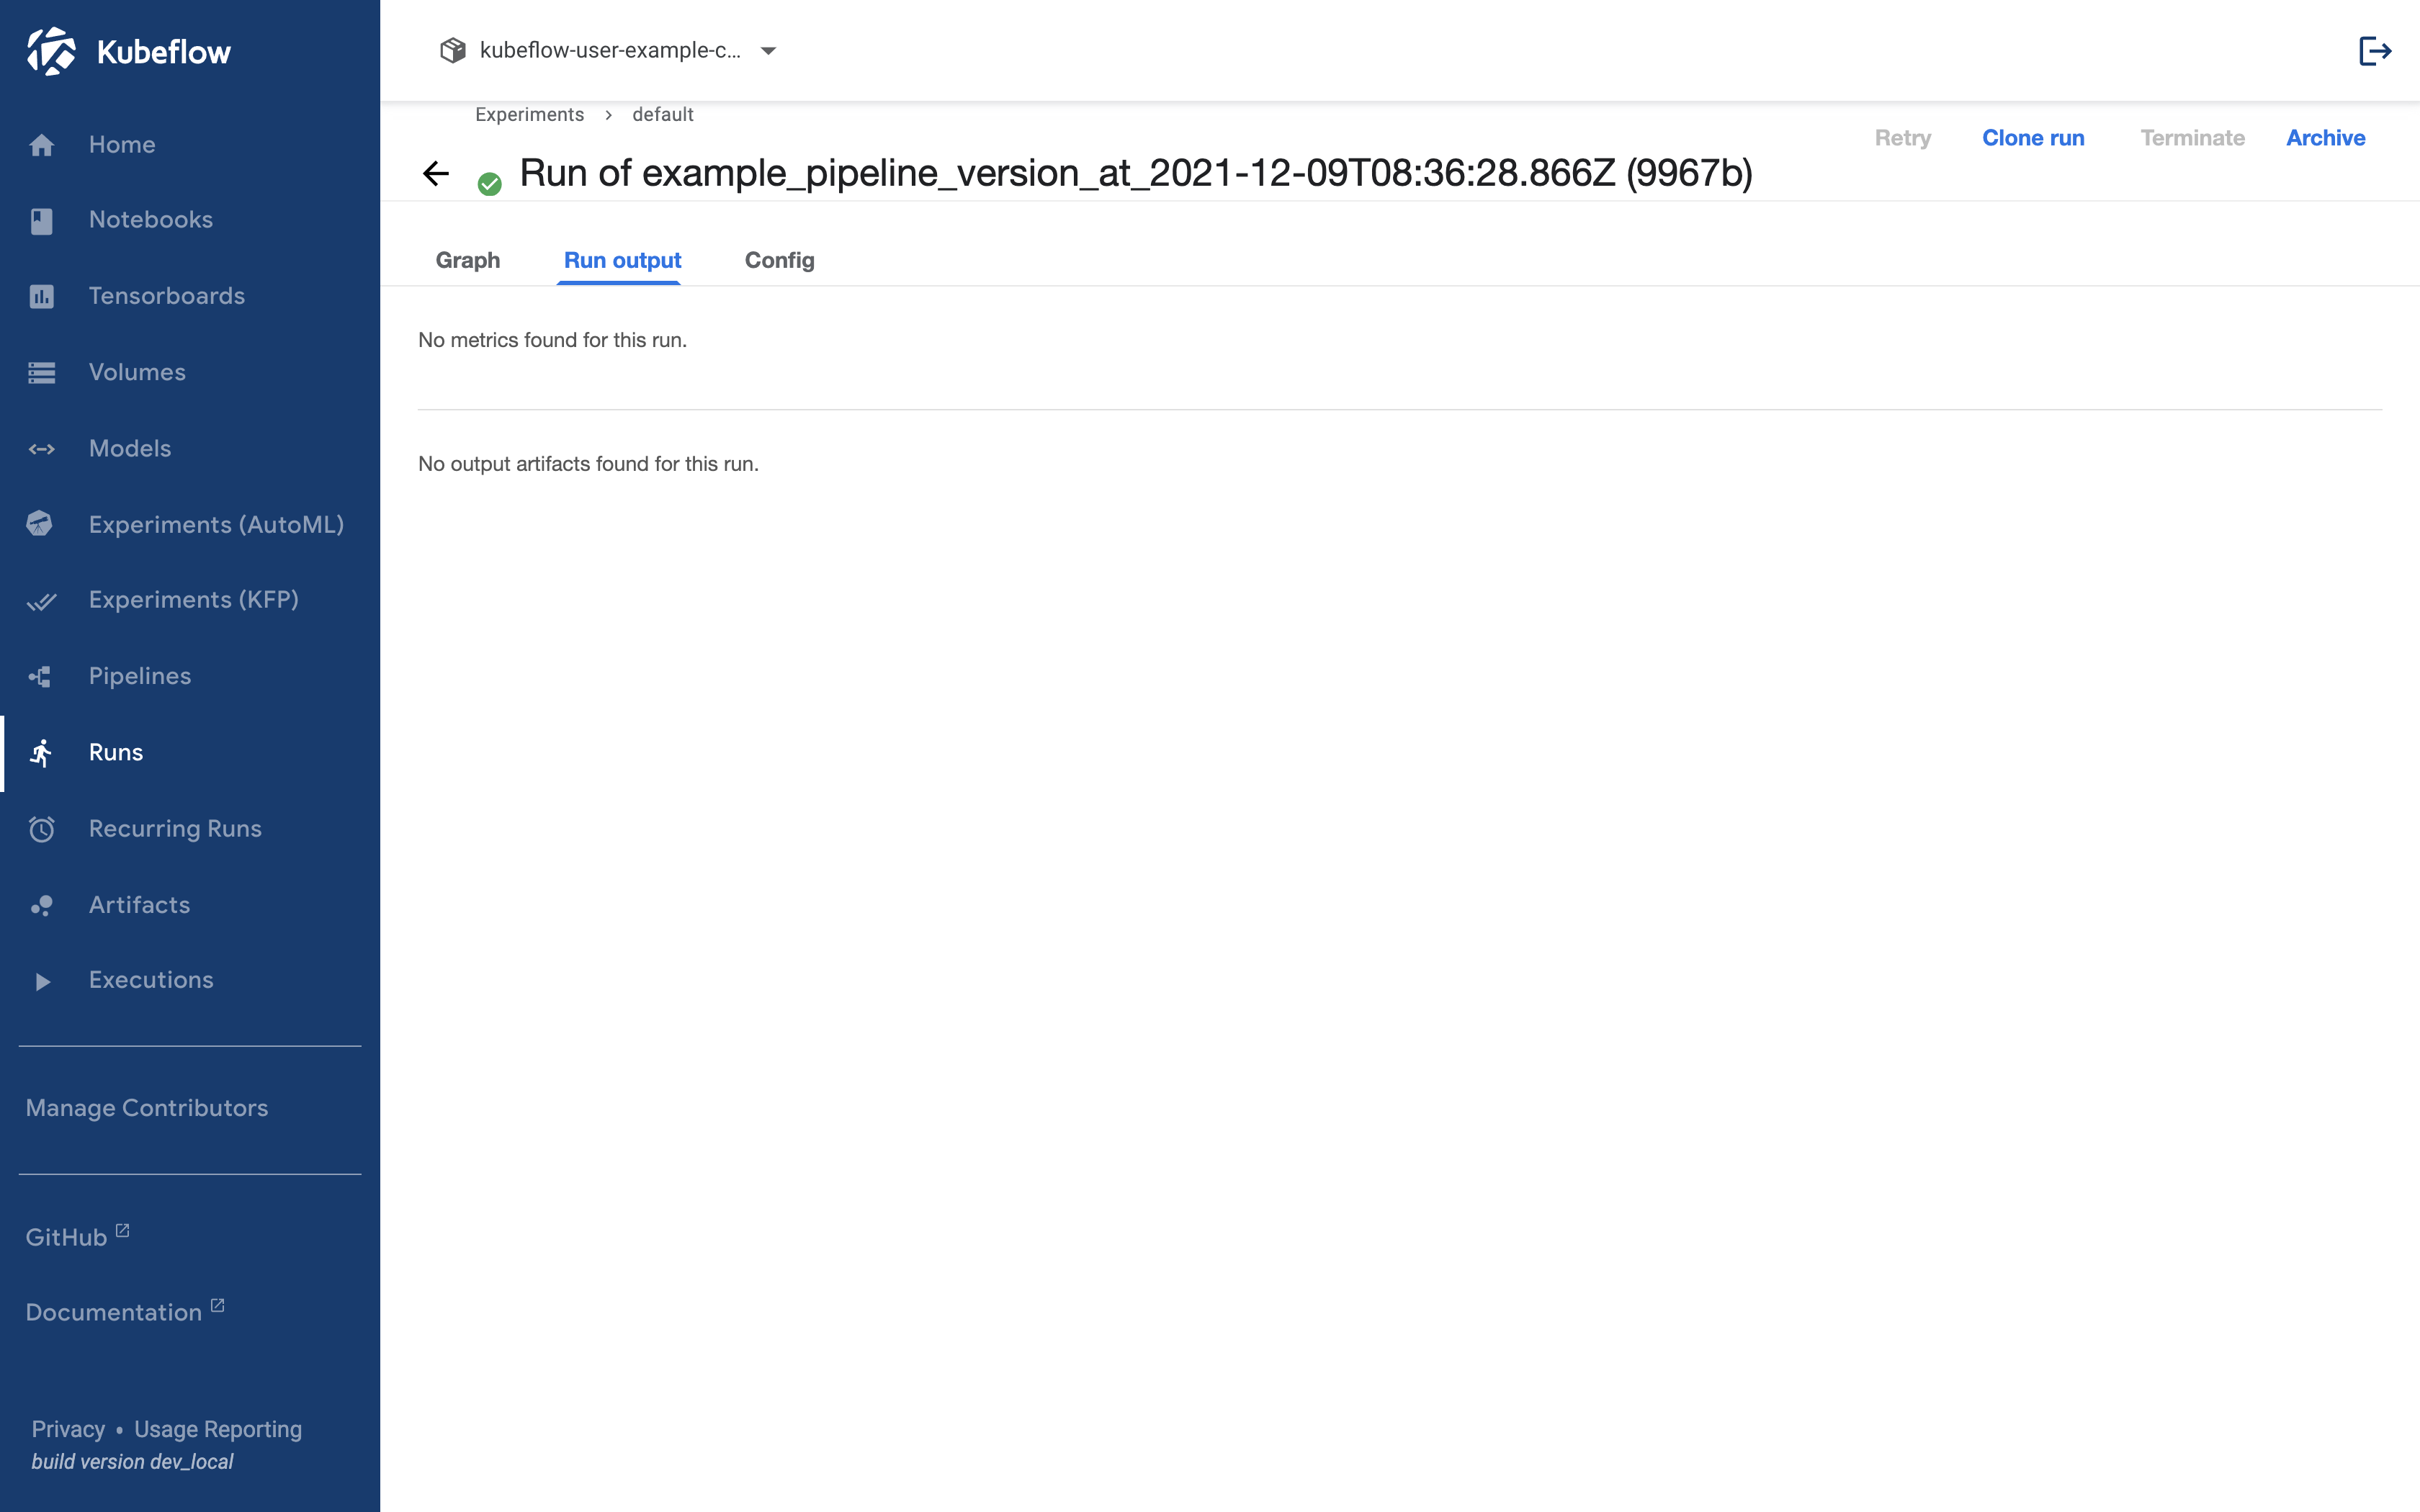 Kubeflow
Home
Notebooks
Tensorboards
Volumes
Models
Experiments (AutoML)
Experiments (KFP)
Pipelines
Runs
Recurring Runs
Artifacts
Executions
Manage Contributors
GitHub
Documentation
Privacy • Usage Reporting
build version dev_local
kubeflow-user-example-c...
Experiments > default
Run of example_pipeline_version_at_2021-12-09T08:36:28.866Z (9967b)
Retry Clone run Terminate Archive
Graph Run output Config
No metrics found for this run.
No output artifacts found for this run.